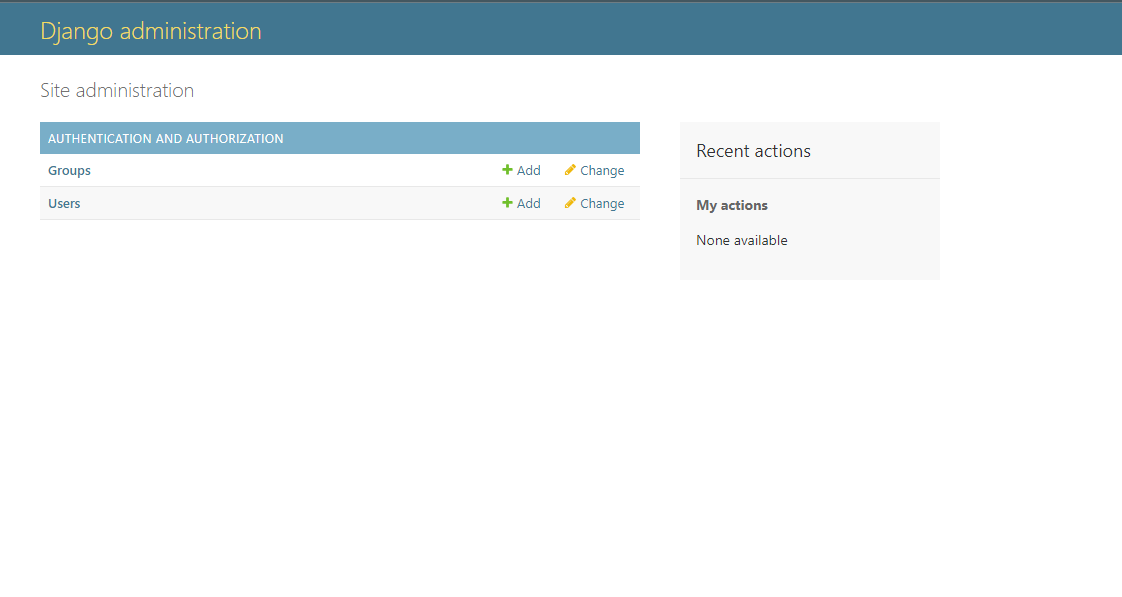 Django administration
Site administration
AUTHENTICATION AND AUTHORIZATION
Groups Add Change
Users Add Change
Recent actions
My actions
None available